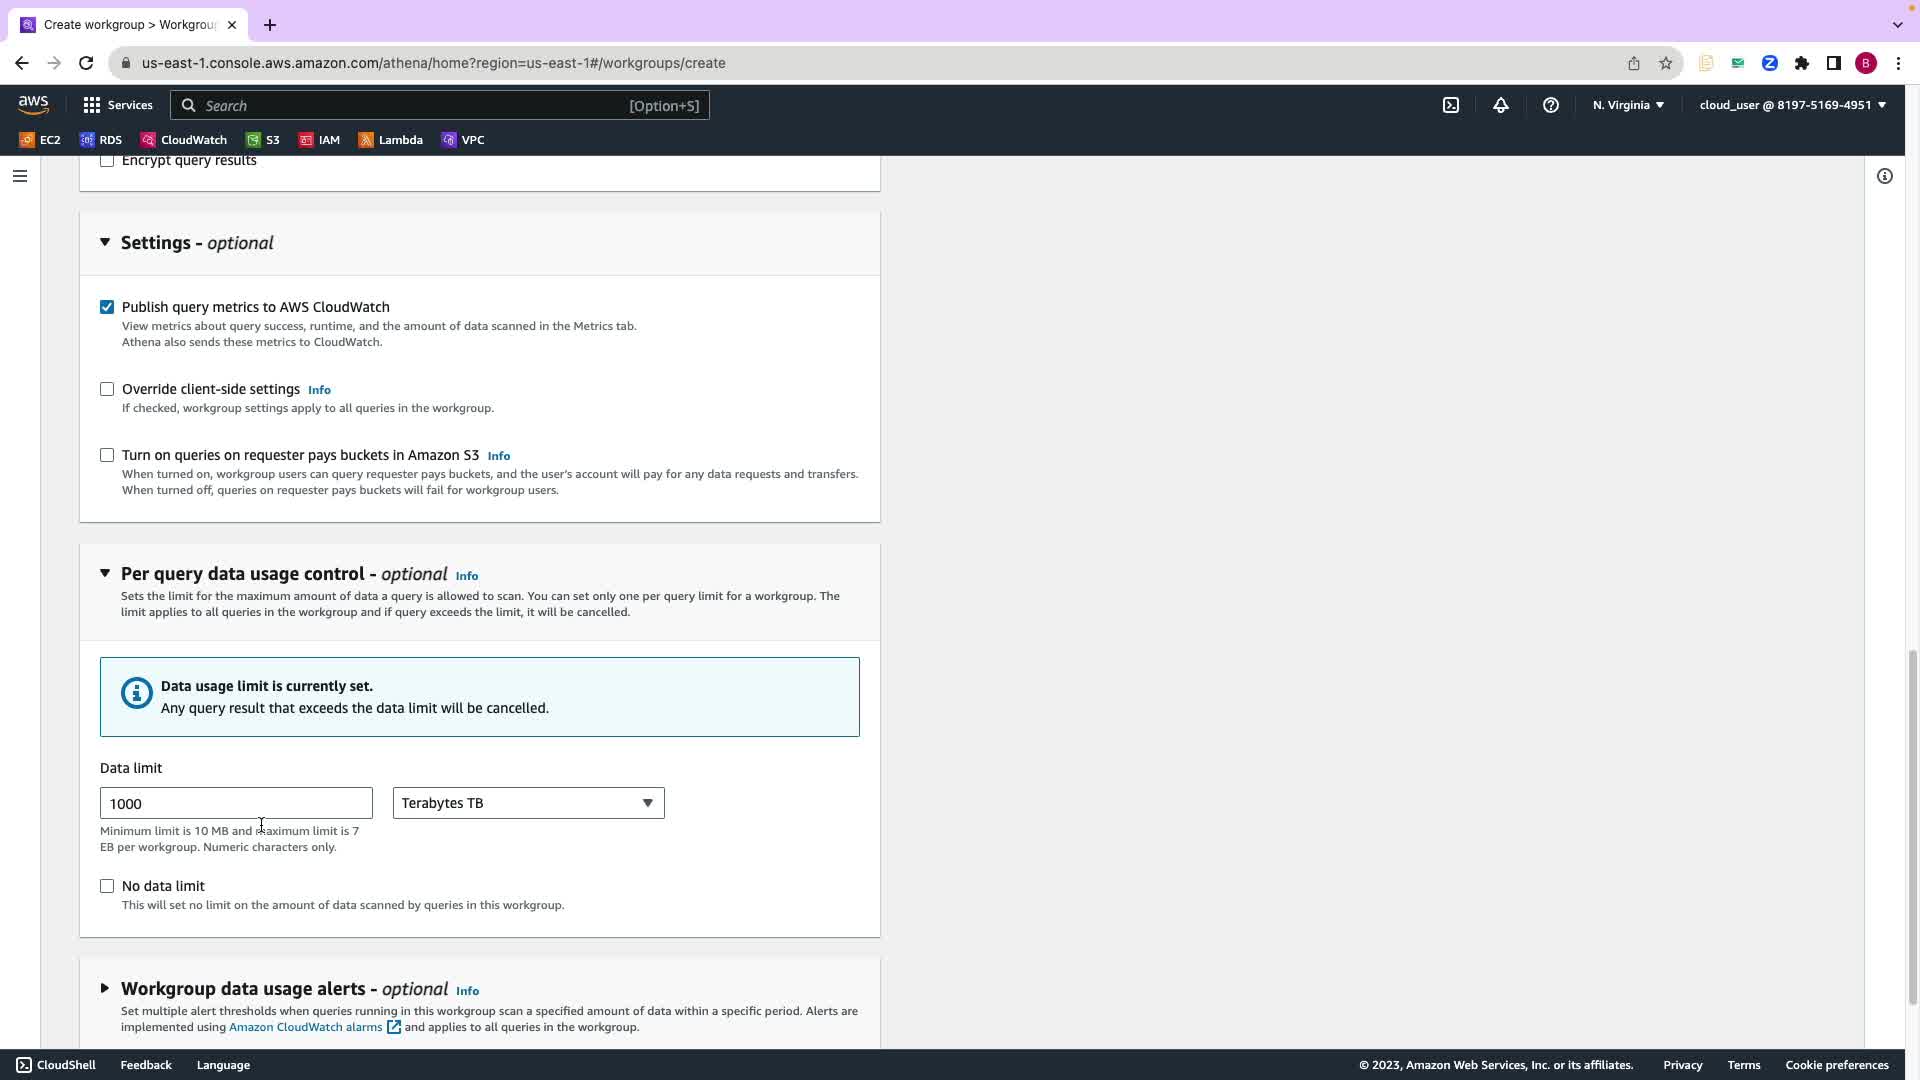 Create workgroup > Workgrou
us-east-1.console.aws.amazon.com/athena/home?region=us-east-1#/workgroups/create
B
aws
Services
Search
[Option+S]
N. Virginia
cloud_user @ 8197-5169-4951
EC2
RDS
CloudWatch
S3
IAM
Lambda
VPC
Encrypt query results
Settings - optional
Publish query metrics to AWS CloudWatch
View metrics about query success, runtime, and the amount of data scanned in the Metrics tab.
Athena also sends these metrics to CloudWatch.
Override client-side settings Info
If checked, workgroup settings apply to all queries in the workgroup.
Turn on queries on requester pays buckets in Amazon S3 Info
When turned on, workgroup users can query requester pays buckets, and the user's account will pay for any data requests and transfers.
When turned off, queries on requester pays buckets will fail for workgroup users.
Per query data usage control - optional Info
Sets the limit for the maximum amount of data a query is allowed to scan. You can set only one per query limit for a workgroup. The
limit applies to all queries in the workgroup and if query exceeds the limit, it will be cancelled.
Data usage limit is currently set.
Any query result that exceeds the data limit will be cancelled.
Data limit
1000
Terabytes TB
Minimum limit is 10 MB and maximum limit is 7
EB per workgroup. Numeric characters only.
No data limit
This will set no limit on the amount of data scanned by queries in this workgroup.
Workgroup data usage alerts - optional Info
Set multiple alert thresholds when queries running in this workgroup scan a specified amount of data within a specific period. Alerts are
implemented using Amazon CloudWatch alarms and applies to all queries in the workgroup.
CloudShell
Feedback
Language
© 2023, Amazon Web Services, Inc. or its affiliates.
Privacy
Terms
Cookie preferences